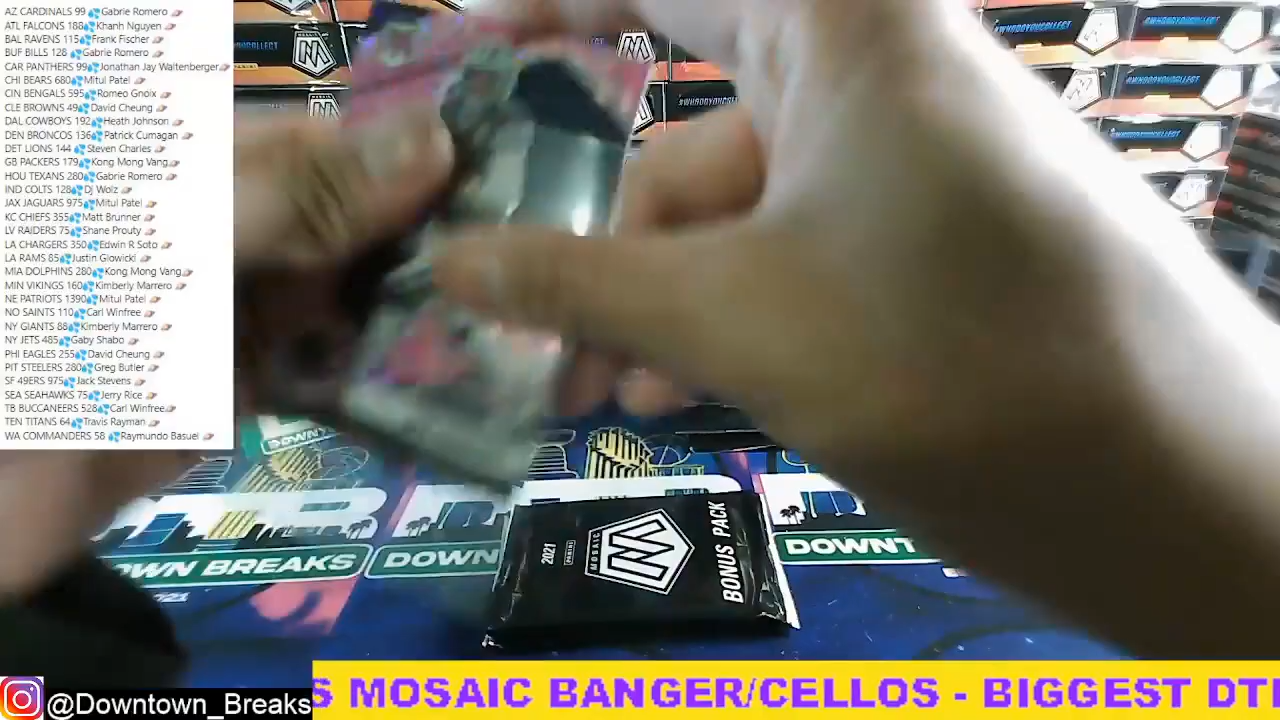 AZ CARDINALS 99💦Gabrie Romero
ATL FALCONS 188💦Khanh Nguyen
BAL RAVENS 115💦Frank Fischer
BUF BILLS 128 💦Gabrie Romero
CAR PANTHERS 99💦Jonathan Jay Waltenberger
CHI BEARS 680💦Mitul Patel
CIN BENGALS 595💦Romeo Gnoix
CLE BROWNS 49💦David Cheung
DAL COWBOYS 192💦Heath Johnson
DEN BRONCOS 136💦Patrick Cumagan
DET LIONS 144 💦Steven Charles
GB PACKERS 179💦Kong Mong Vang
HOU TEXANS 280💦Gabrie Romero
IND COLTS 128💦DJ Wolz
JAX JAGUARS 975💦Mitul Patel
KC CHIEFS 355💦Matt Brunner
LV RAIDERS 75💦Shane Prouty
LA CHARGERS 350💦Edwin R Soto
LA RAMS 85💦Justin Glowicki
MIA DOLPHINS 280💦Kong Mong Vang
MIN VIKINGS 160💦Kimberly Marrero
NE PATRIOTS 1390💦Mitul Patel
NO SAINTS 110💦Carl Winfree
NY GIANTS 88💦Kimberly Marrero
NY JETS 485💦Gaby Shabo
PHI EAGLES 255💦David Cheung
PIT STEELERS 280💦Greg Butler
SF 49ERS 975💦Jack Stevens
SEA SEAHAWKS 75💦Jerry Rice
TB BUCCANEERS 528💦Carl Winfree
TEN TITANS 64💦Travis Rayman
WA COMMANDERS 58 💦Raymundo Basuel
#WHODOYOUCOLLECT
#WHODOYOUCOLLECT
#WHODOYOUCOLLECT
#WHODOYOUCOLLECT
#WHODOYOUCOLLECT
2021
PANINI
MOSAIC
BONUS PACK
WN BREAKS
DOWN
DOWNT
@Downtown_Breaks
S MOSAIC BANGER/CELLOS - BIGGEST DT